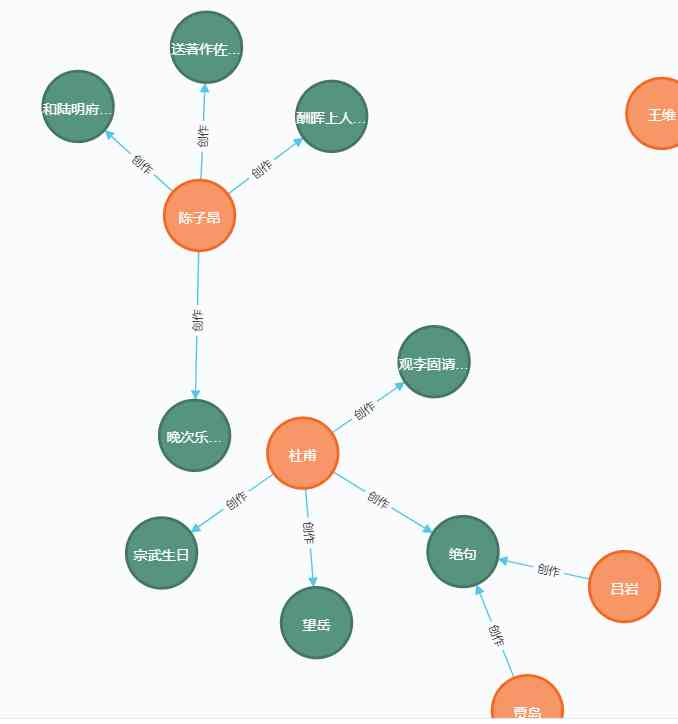 送著作佐...
和陆明府...
酬晖上人...
王维
创作
创作
创作
陈子昂
创作
观李固请...
创作
晚次乐...
杜甫
创作
创作
创作
宗武生日
绝句
创作
吕岩
望岳
创作
贾岛